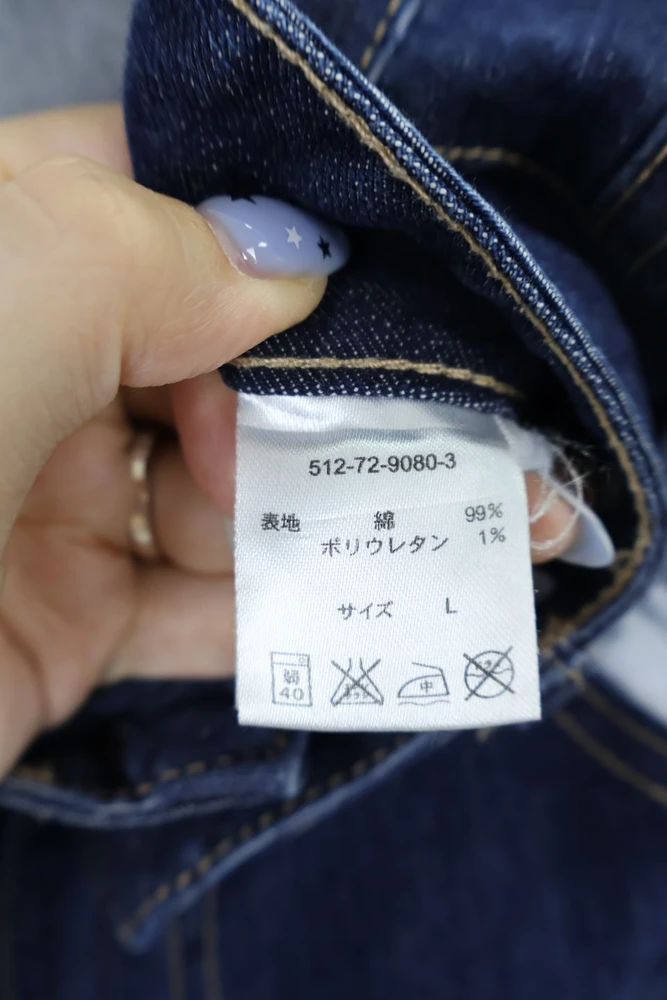 512-72-9080-3
表地 綿 99%
ポリウレタン 1%
サイズ L
弱 40 中